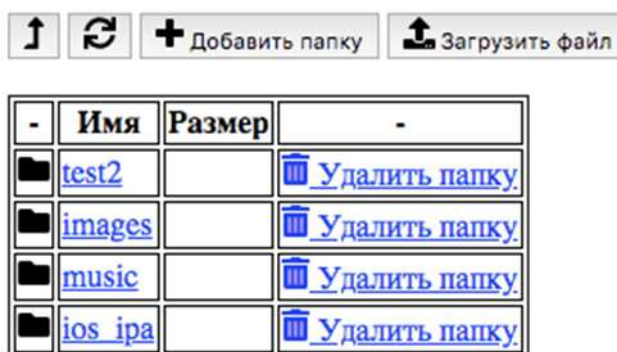 Добавить папку Загрузить файл
- Имя Размер -
test2 Удалить папку
images Удалить папку
music Удалить папку
ios_ipa Удалить папку